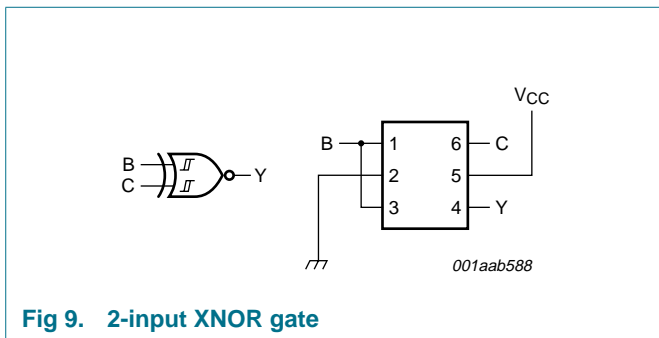 B
C
Y
VCC
B
1
6
C
2
5
3
4
Y
001aab588
Fig 9. 2-input XNOR gate